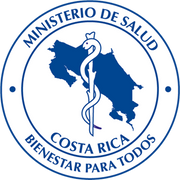 MINISTERIO DE SALUD
COSTA RICA
BIENESTAR PARA TODOS